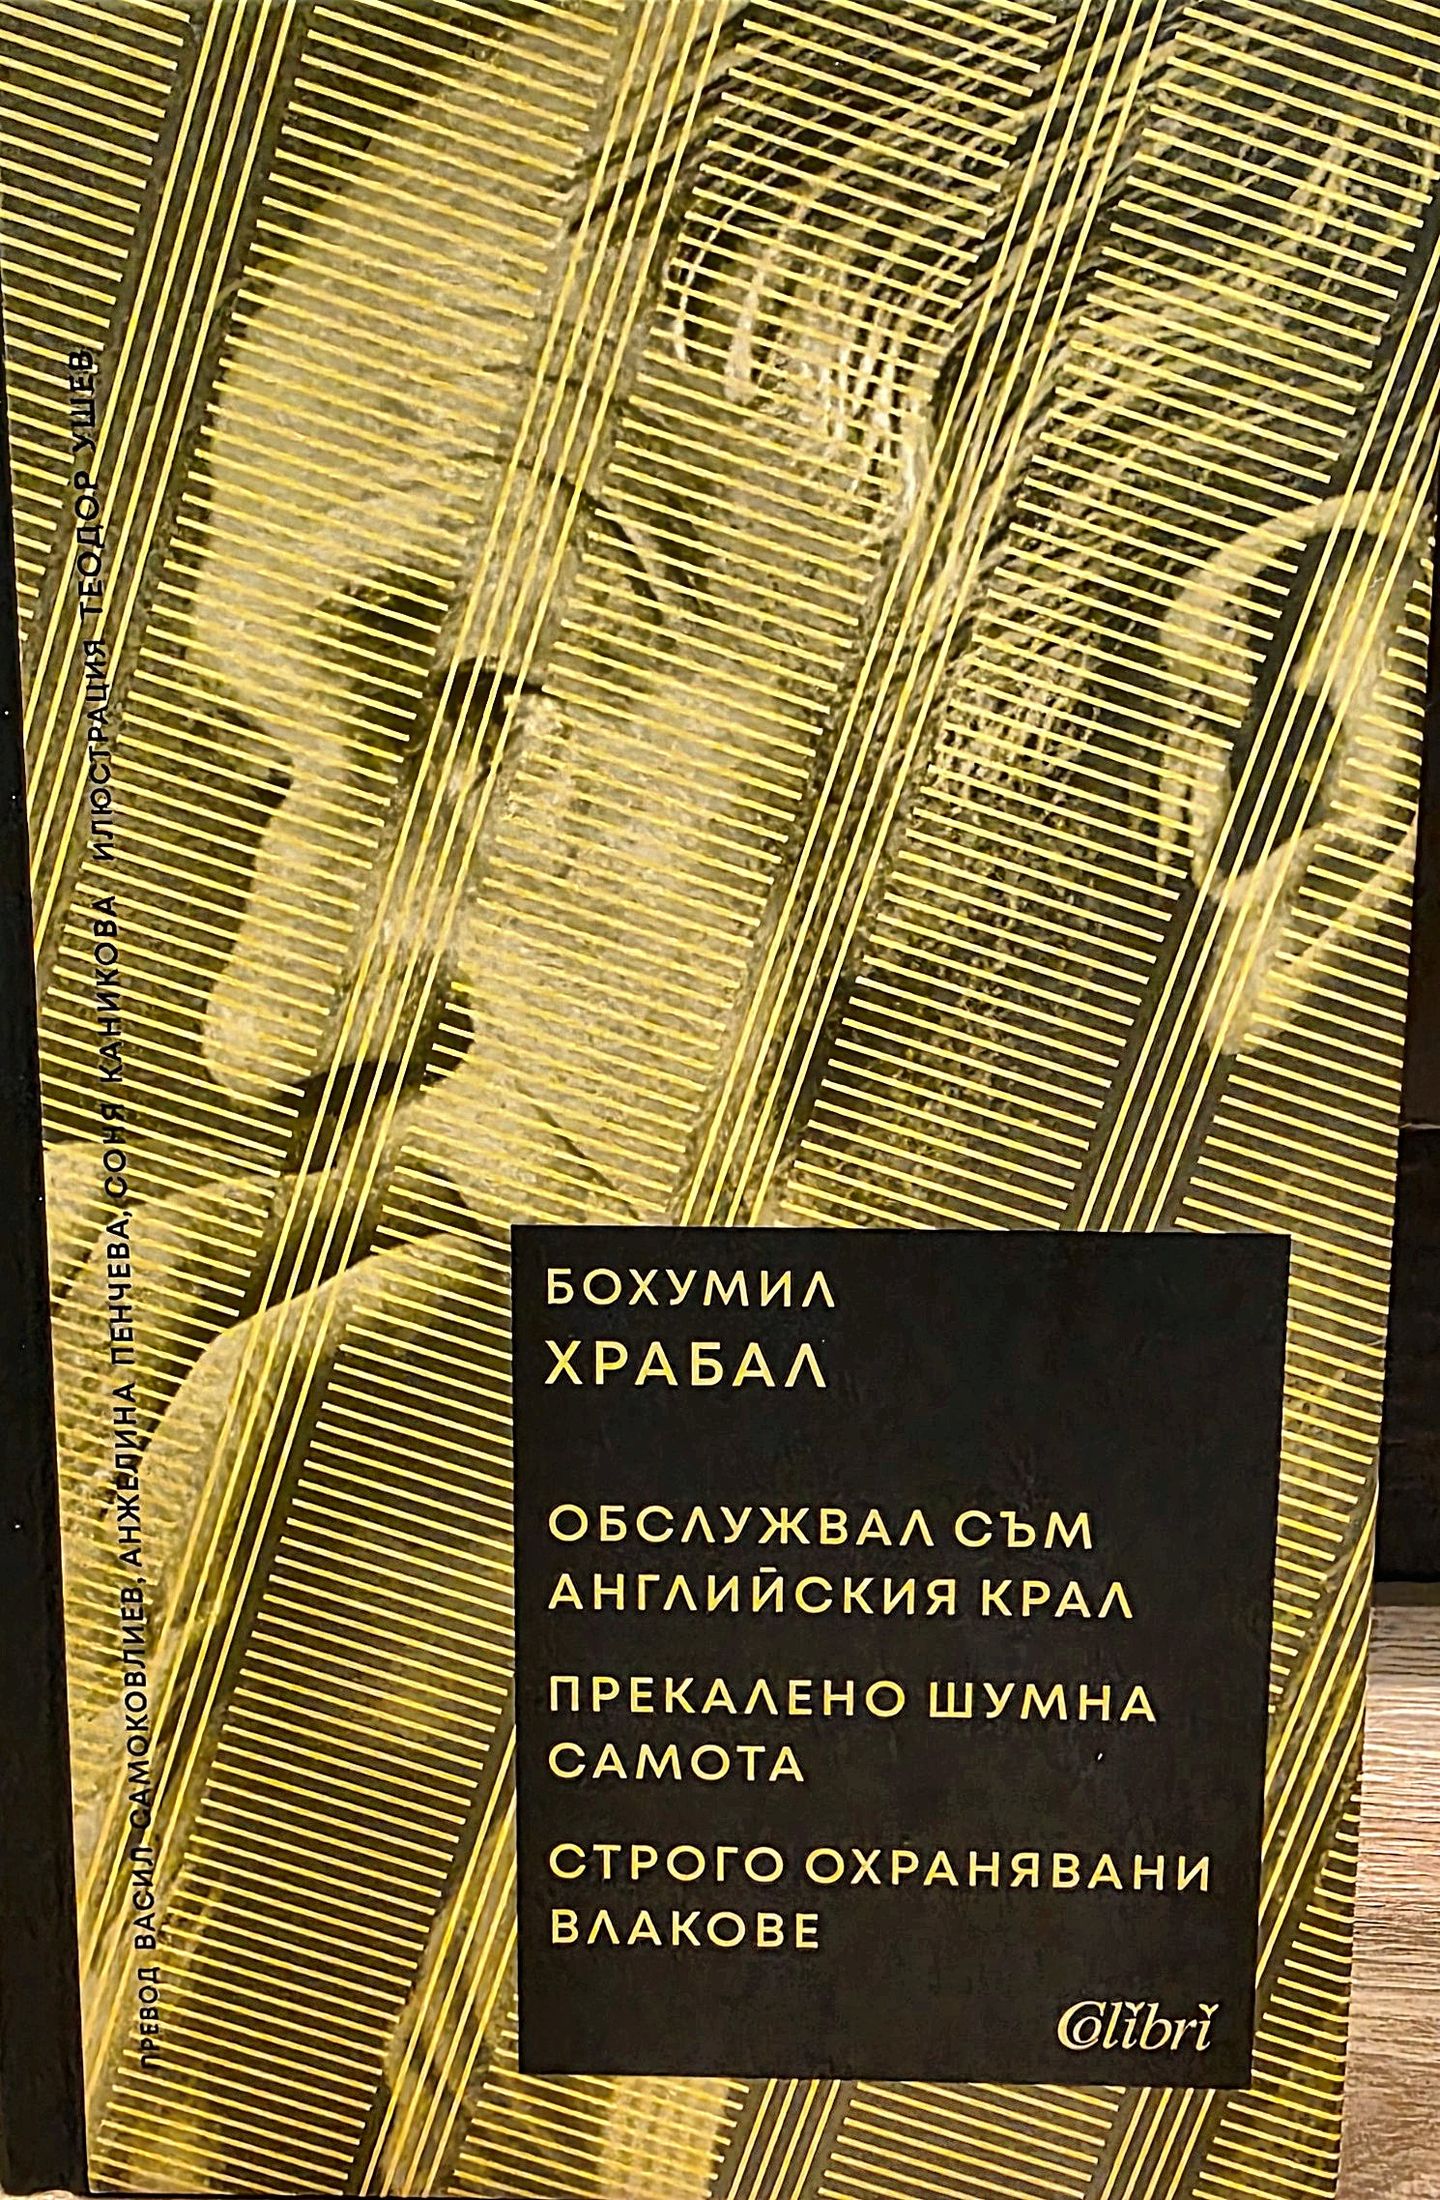 ПРЕВОД ВАСИЛ САМОКОВЛИЕВ, АНЖЕЛИНА ПЕНЧЕВА, СОНЯ КАНИКОВА ИЛЮСТРАЦИЯ ТЕОДОР УШЕВ
БОХУМИЛ
ХРАБАЛ
ОБСЛУЖВАЛ СЪМ
АНГЛИЙСКИЯ КРАЛ
ПРЕКАЛЕНО ШУМНА
САМОТА
СТРОГО ОХРАНЯВАНИ
ВЛАКОВЕ
Colibri